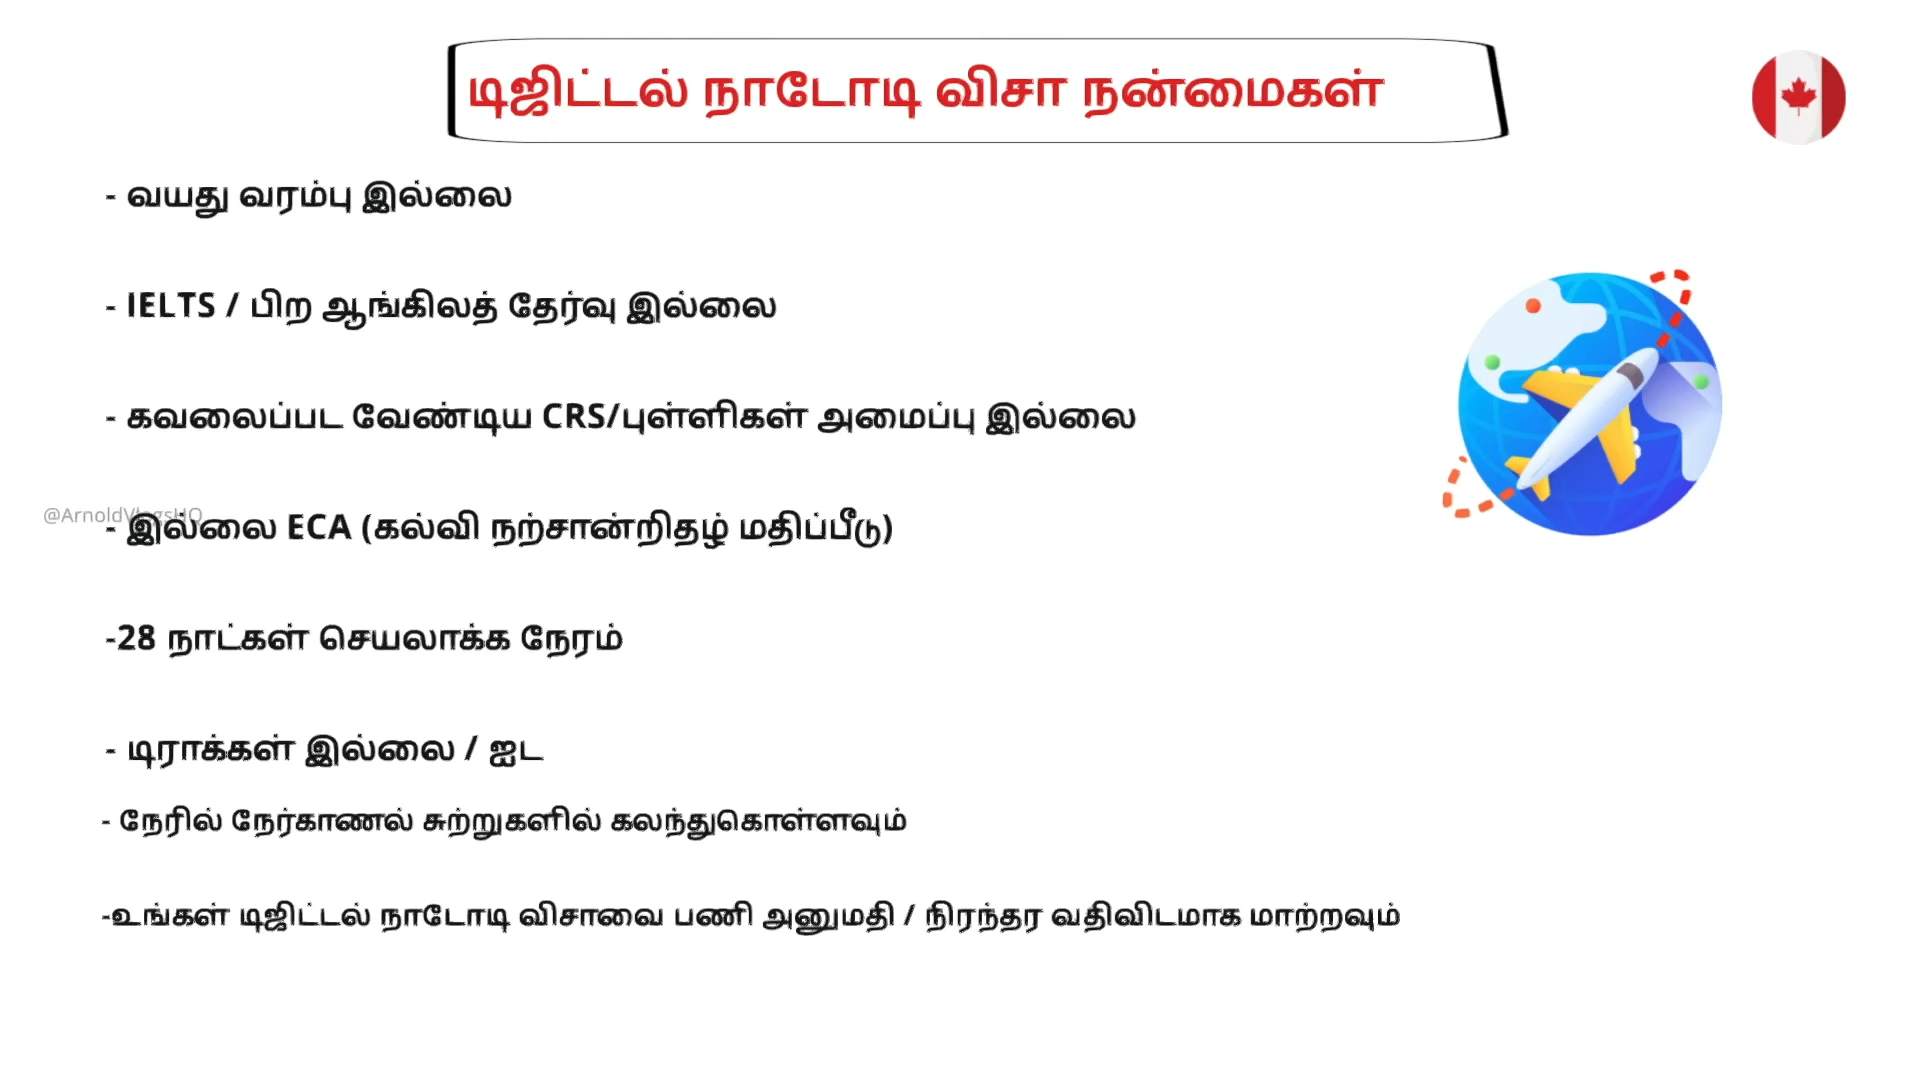 டிஜிட்டல் நாடோடி விசா நன்மைகள்
- வயது வரம்பு இல்லை
- IELTS / பிற ஆங்கிலத் தேர்வு இல்லை
- கவலைப்பட வேண்டிய CRS/புள்ளிகள் அமைப்பு இல்லை
@ArnoldVlogsHQ
- இல்லை ECA (கல்வி நற்சான்றிதழ் மதிப்பீடு)
-28 நாட்கள் செயலாக்க நேரம்
- டிராக்கள் இல்லை / ஐட
- நேரில் நேர்காணல் சுற்றுகளில் கலந்துகொள்ளவும்
-உங்கள் டிஜிட்டல் நாடோடி விசாவை பணி அனுமதி / நிரந்தர வதிவிடமாக மாற்றவும்